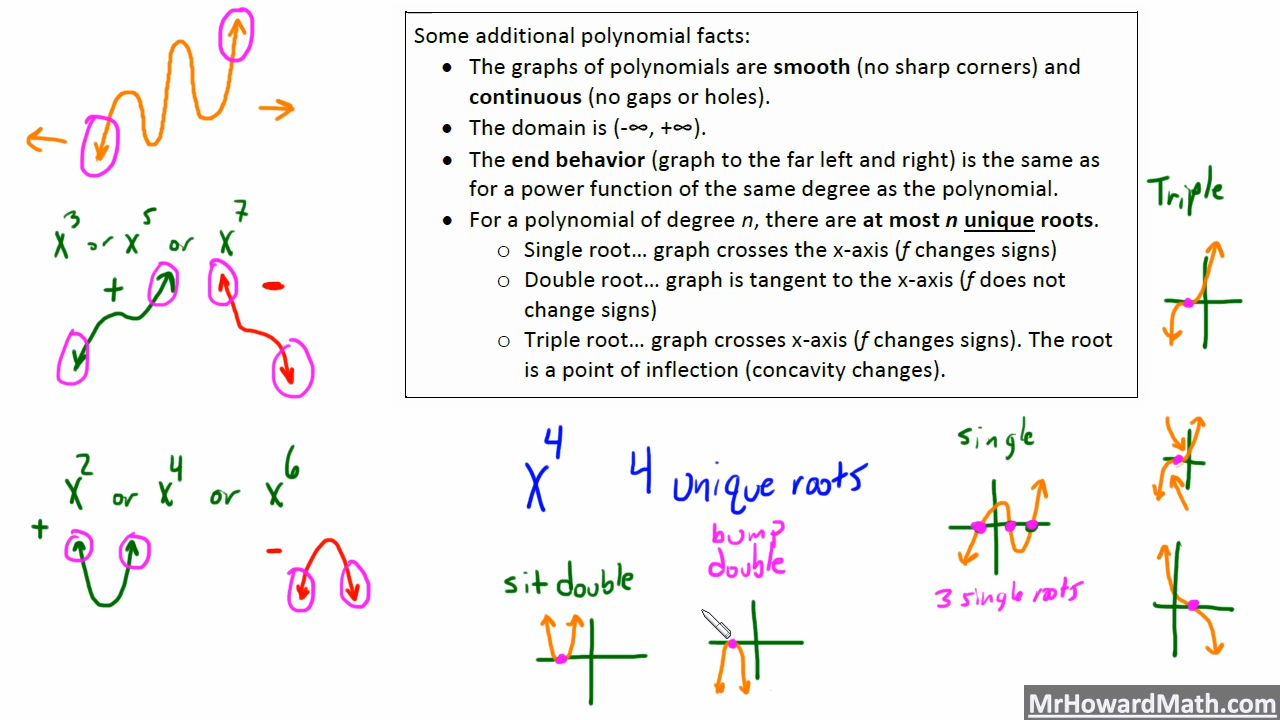 Some additional polynomial facts:
• The graphs of polynomials are smooth (no sharp corners) and
continuous (no gaps or holes).
• The domain is (-∞, +∞).
• The end behavior (graph to the far left and right) is the same as
for a power function of the same degree as the polynomial.
• For a polynomial of degree n, there are at most n unique roots.
o Single root… graph crosses the x-axis (f changes signs)
o Double root… graph is tangent to the x-axis (f does not
change signs)
o Triple root… graph crosses x-axis (f changes signs). The root
is a point of inflection (concavity changes).
x³ or x⁵ or x⁷
+ -
x² or x⁴ or x⁶
+ -
x⁴ 4 unique roots
sit double
bump
double
single
3 single roots
Triple
MrHowardMath.com